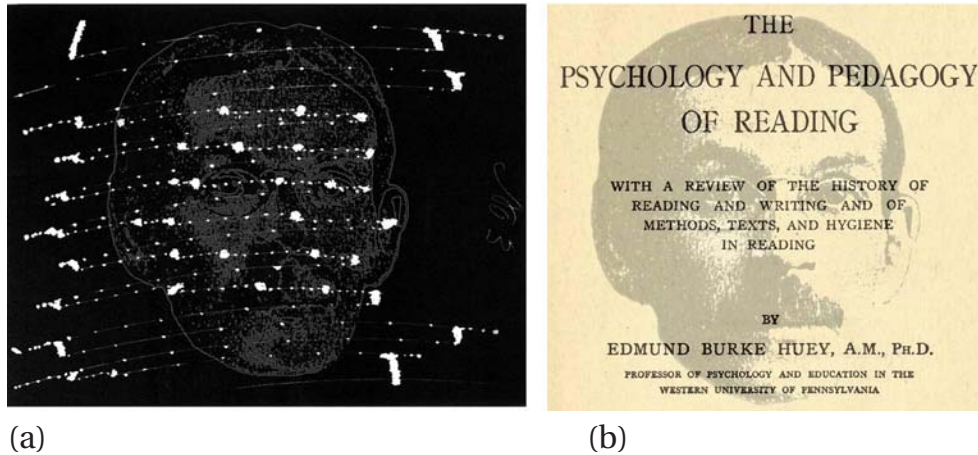 THE
PSYCHOLOGY AND PEDAGOGY
OF READING
WITH A REVIEW OF THE HISTORY OF
READING AND WRITING AND OF
METHODS, TEXTS, AND HYGIENE
IN READING
BY
EDMUND BURKE HUEY, A.M., PH.D.
PROFESSOR OF PSYCHOLOGY AND EDUCATION IN THE
WESTERN UNIVERSITY OF PENNSYLVANIA
(a) (b)